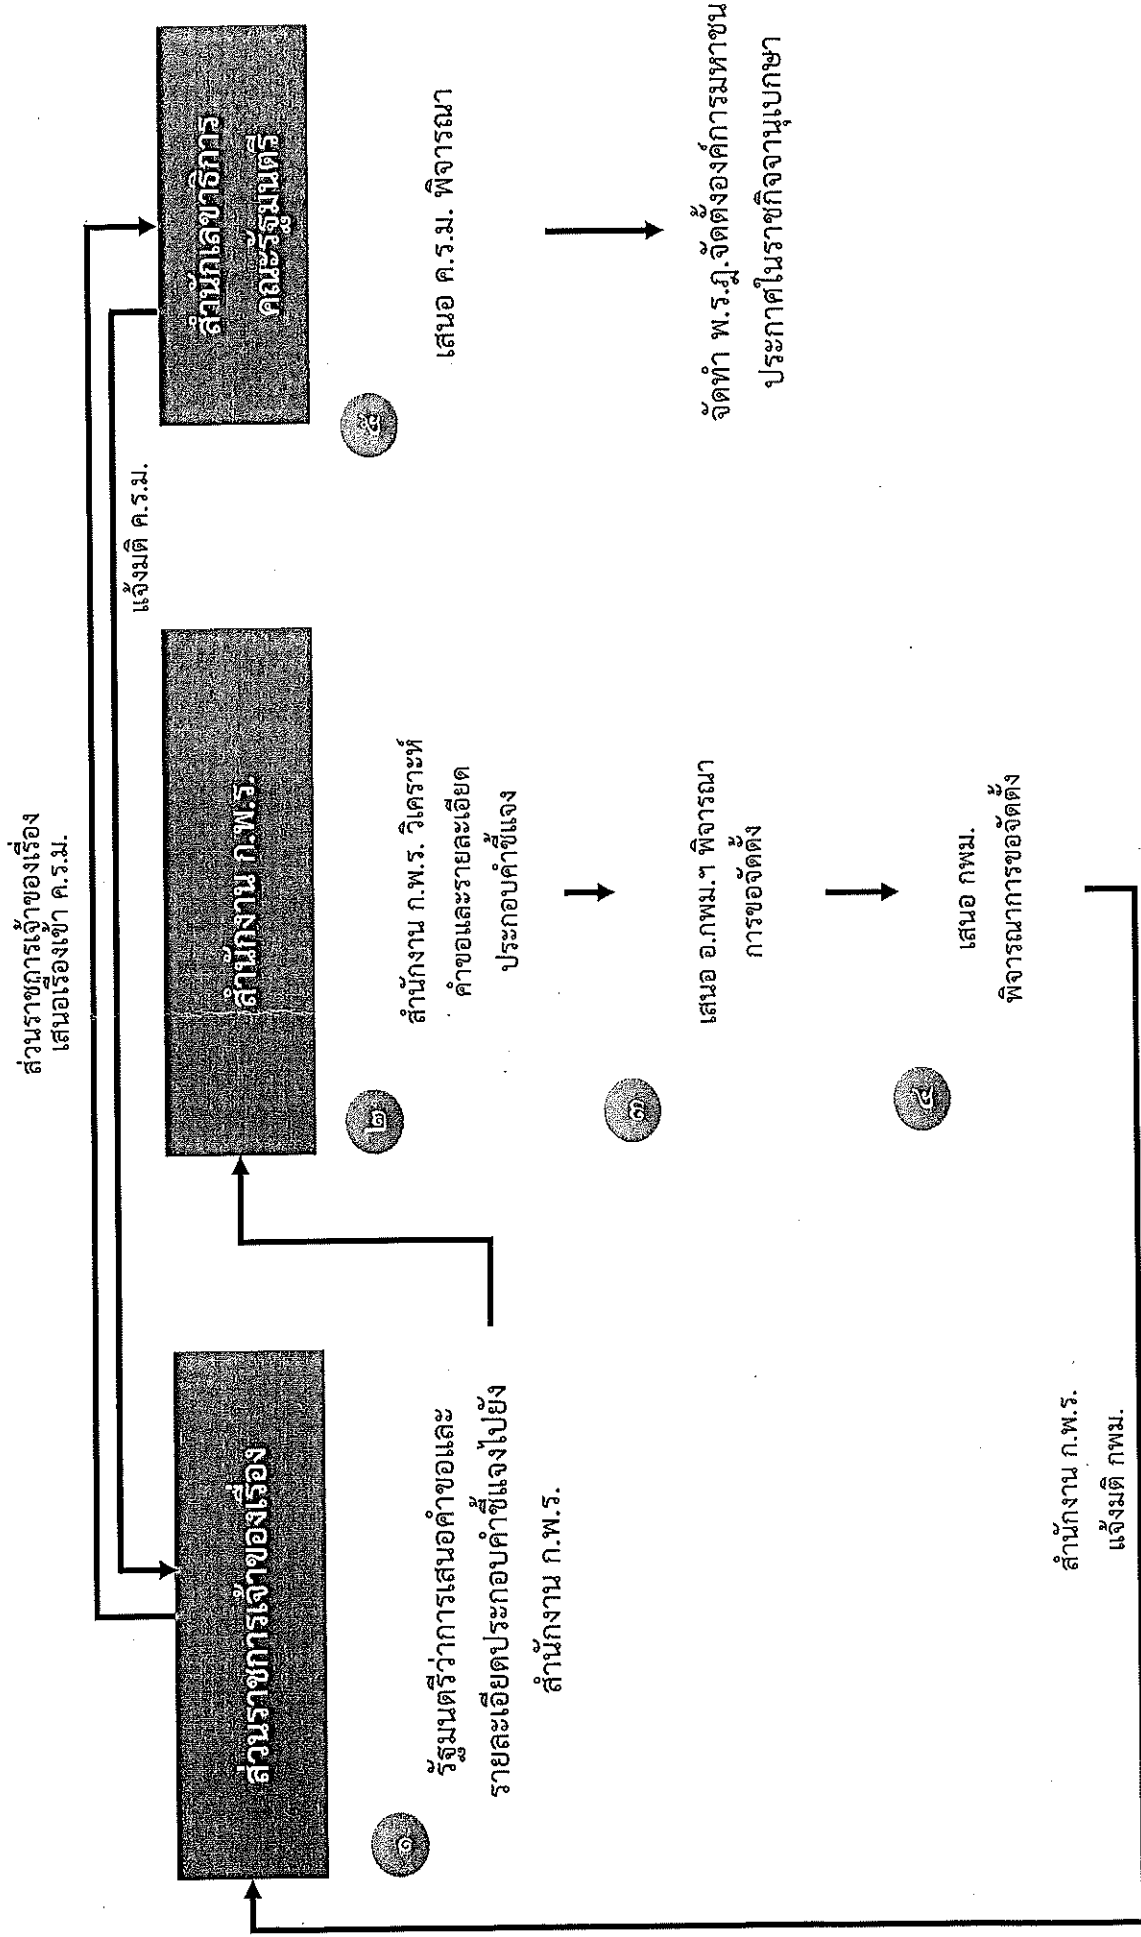 ส่วนราชการเจ้าของเรื่อง
เสนอเรื่องเข้า ค.ร.ม.
แจ้งมติ ค.ร.ม.
ส่วนราชการเจ้าของเรื่อง
๑
รัฐมนตรีว่าการเสนอคำขอและ
รายละเอียดประกอบคำชี้แจงไปยัง
สำนักงาน ก.พ.ร.
สำนักงาน ก.พ.ร.
๒
สำนักงาน ก.พ.ร. วิเคราะห์
คำขอและรายละเอียด
ประกอบคำชี้แจง
๓
เสนอ อ.กพม.ฯ พิจารณา
การขอจัดตั้ง
๔
เสนอ กพม.
พิจารณาการขอจัดตั้ง
สำนักงาน ก.พ.ร.
แจ้งมติ กพม.
สำนักเลขาธิการ
คณะรัฐมนตรี
๕
เสนอ ค.ร.ม. พิจารณา
จัดทำ พ.ร.ฎ.จัดตั้งองค์การมหาชน
ประกาศในราชกิจจานุเบกษา